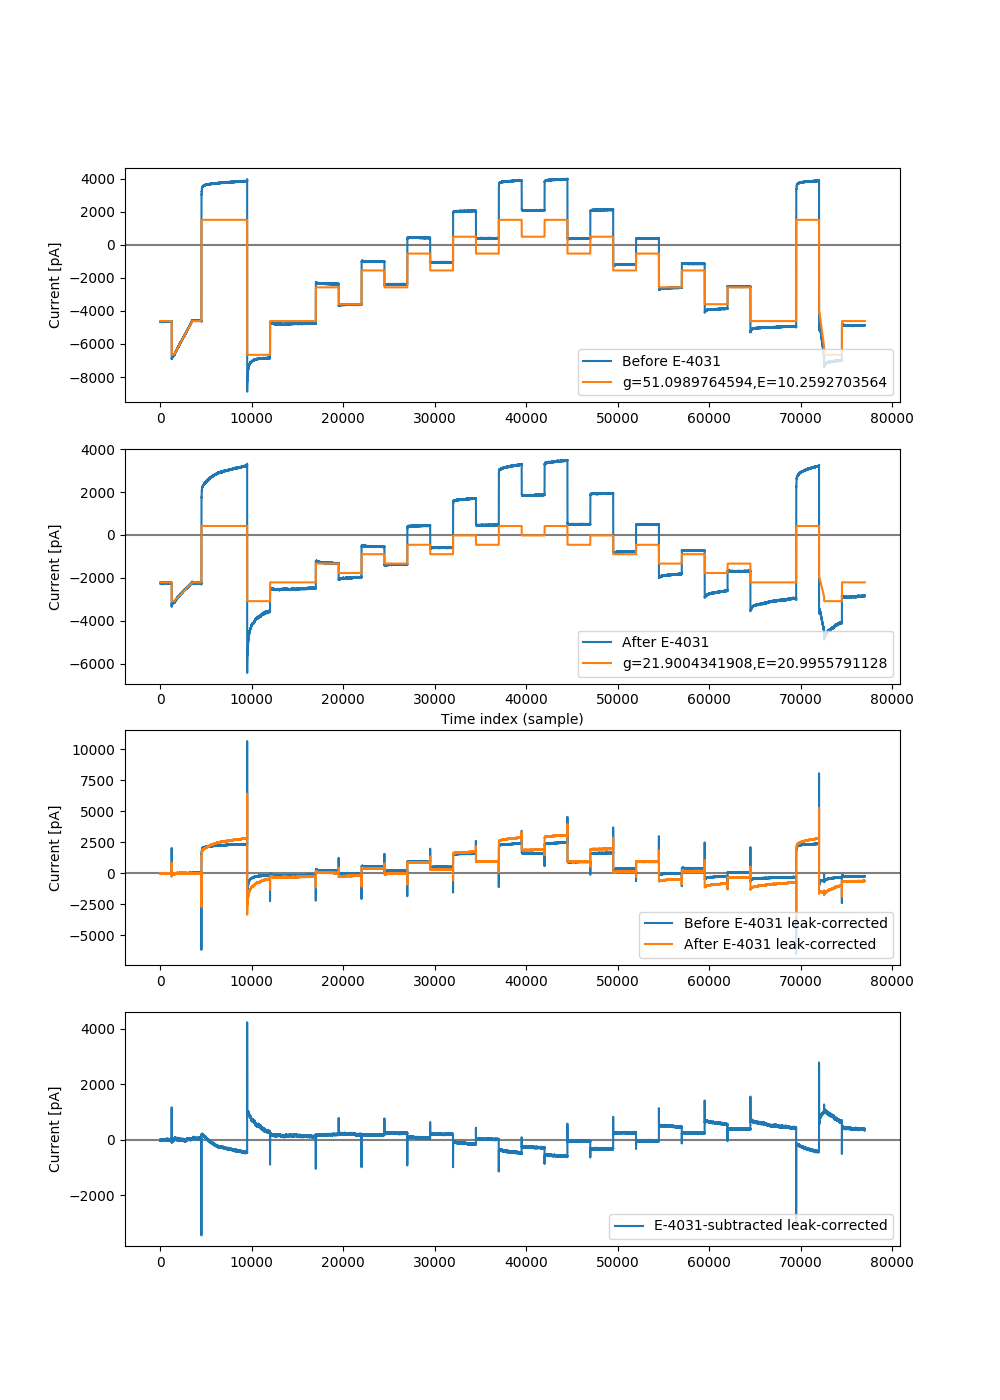 4000
2000
0
−2000
−4000
−6000
−8000
Current [pA]
Before E-4031
g=51.0989764594,E=10.2592703564
0 10000 20000 30000 40000 50000 60000 70000 80000
4000
2000
0
−2000
−4000
−6000
Current [pA]
After E-4031
g=21.9004341908,E=20.9955791128
0 10000 20000 30000 40000 50000 60000 70000 80000
Time index (sample)
10000
7500
5000
2500
0
−2500
−5000
Current [pA]
Before E-4031 leak-corrected
After E-4031 leak-corrected
0 10000 20000 30000 40000 50000 60000 70000 80000
4000
2000
0
−2000
Current [pA]
E-4031-subtracted leak-corrected
0 10000 20000 30000 40000 50000 60000 70000 80000